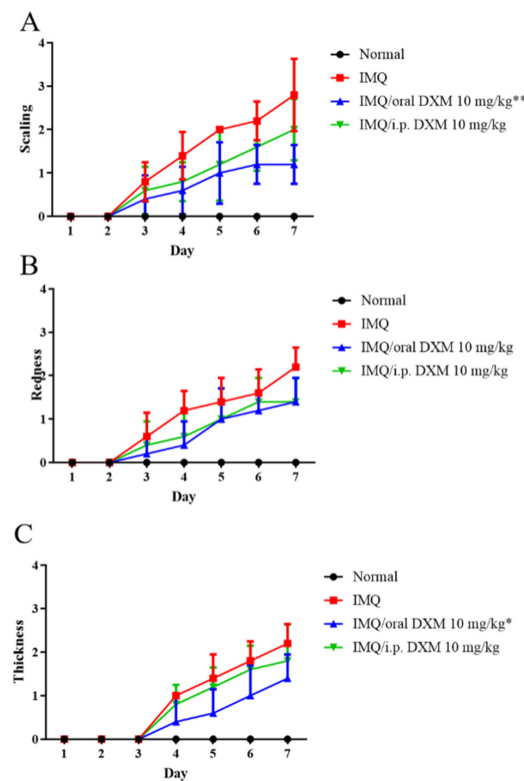 A
4
3
2
1
0
Scaling
1 2 3 4 5 6 7
Day
Normal
IMQ
IMQ/oral DXM 10 mg/kg**
IMQ/i.p. DXM 10 mg/kg
B
4
3
2
1
0
Redness
1 2 3 4 5 6 7
Day
Normal
IMQ
IMQ/oral DXM 10 mg/kg
IMQ/i.p. DXM 10 mg/kg
C
4
3
2
1
0
Thickness
1 2 3 4 5 6 7
Day
Normal
IMQ
IMQ/oral DXM 10 mg/kg*
IMQ/i.p. DXM 10 mg/kg